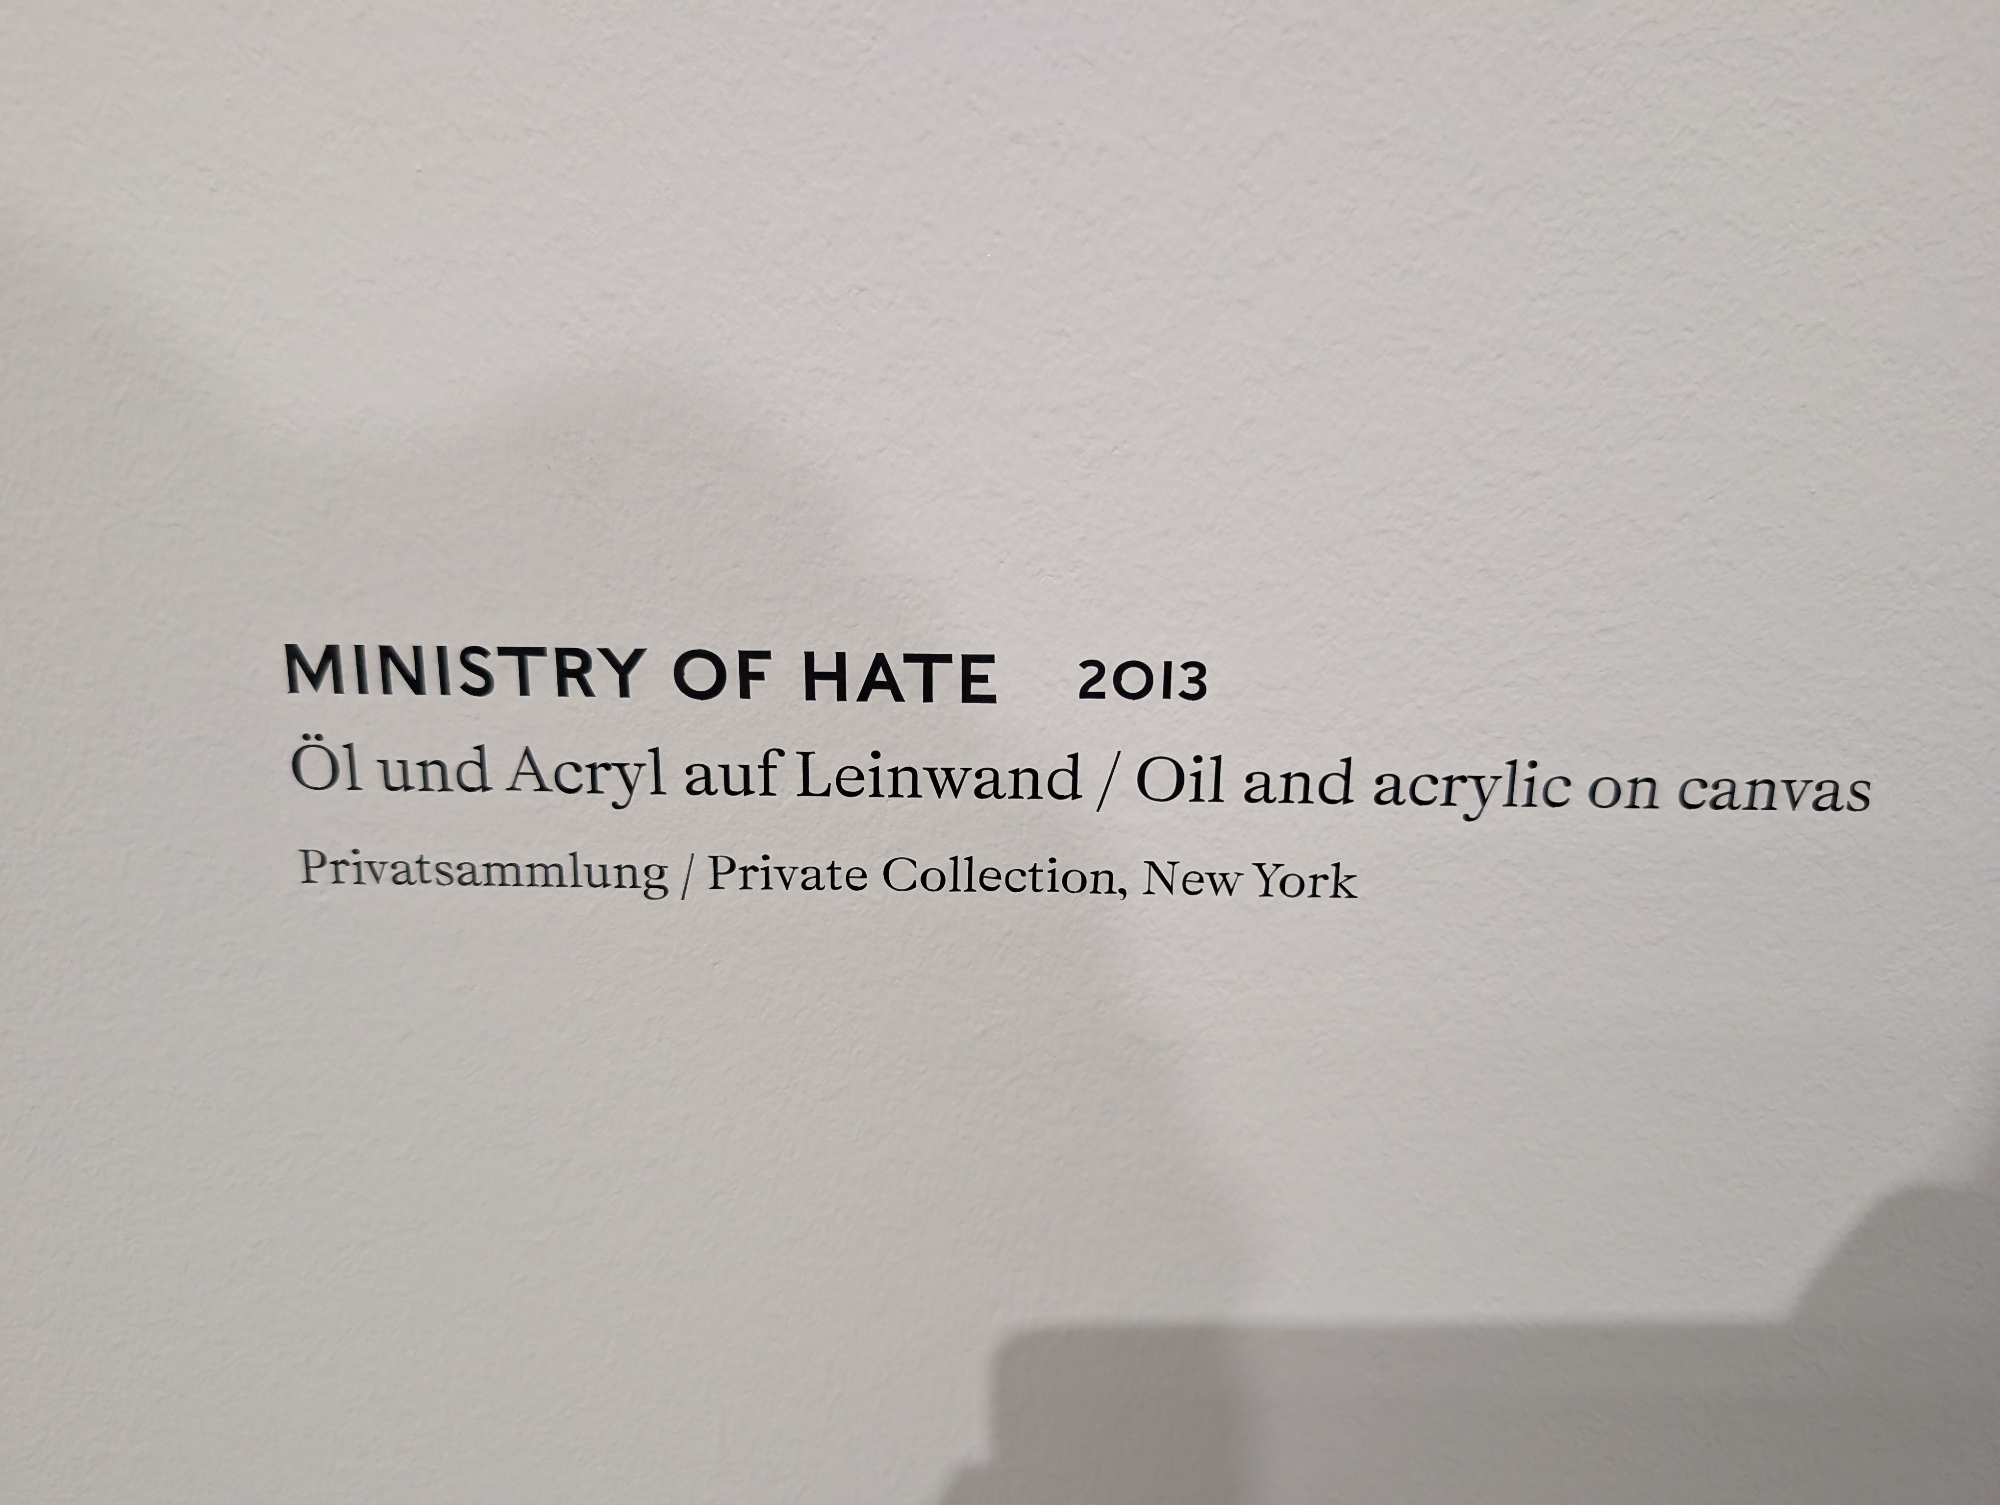 MINISTRY OF HATE 2013
Öl und Acryl auf Leinwand / Oil and acrylic on canvas
Privatsammlung / Private Collection, New York